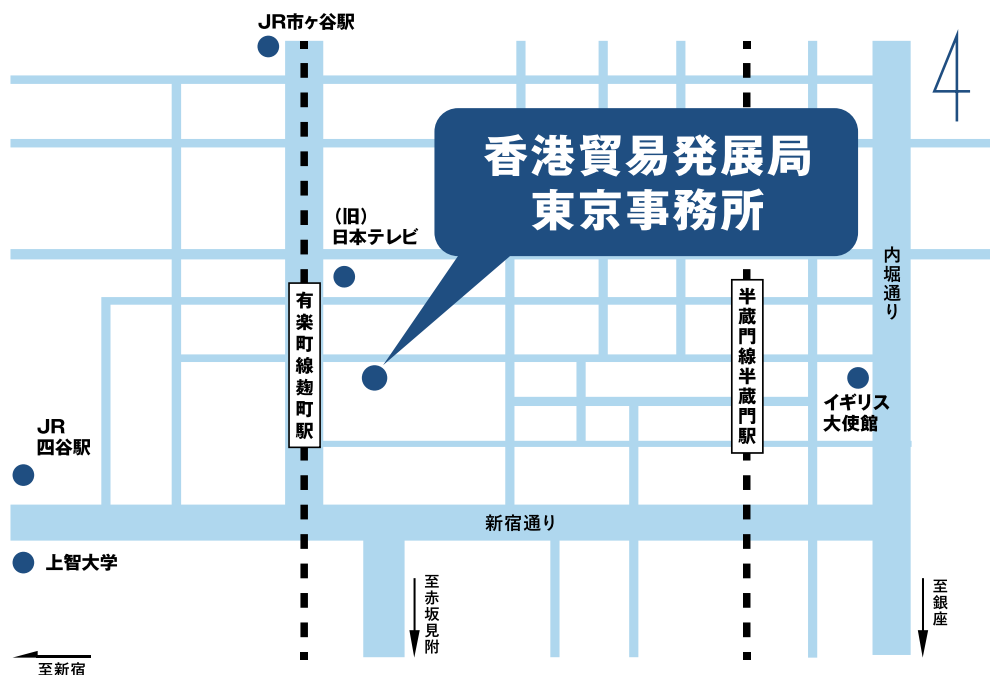 JR市ヶ谷駅
香港貿易発展局
東京事務所
(旧)
日本テレビ
内堀通り
有楽町線麹町駅
半蔵門線半蔵門駅
イギリス
大使館
JR
四谷駅
新宿通り
上智大学
至赤坂見附
至銀座
至新宿